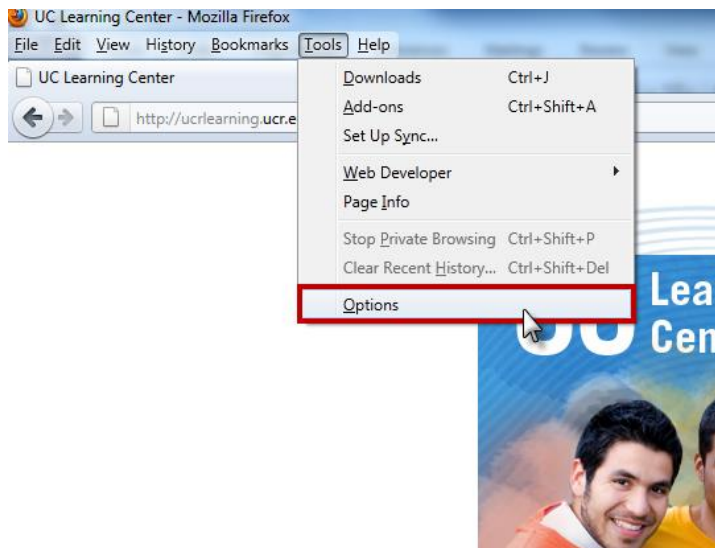 UC Learning Center - Mozilla Firefox
File Edit View History Bookmarks Tools Help
UC Learning Center
http://ucrlearning.ucr.e
Downloads Ctrl+J
Add-ons Ctrl+Shift+A
Set Up Sync...
Web Developer
Page Info
Stop Private Browsing Ctrl+Shift+P
Clear Recent History... Ctrl+Shift+Del
Options
Lea
Cen